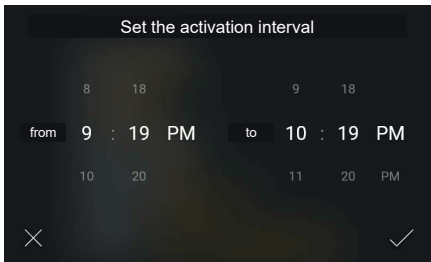 Set the activation interval
8 18 9 18
from 9 : 19 PM to 10 : 19 PM
10 20 11 20 PM